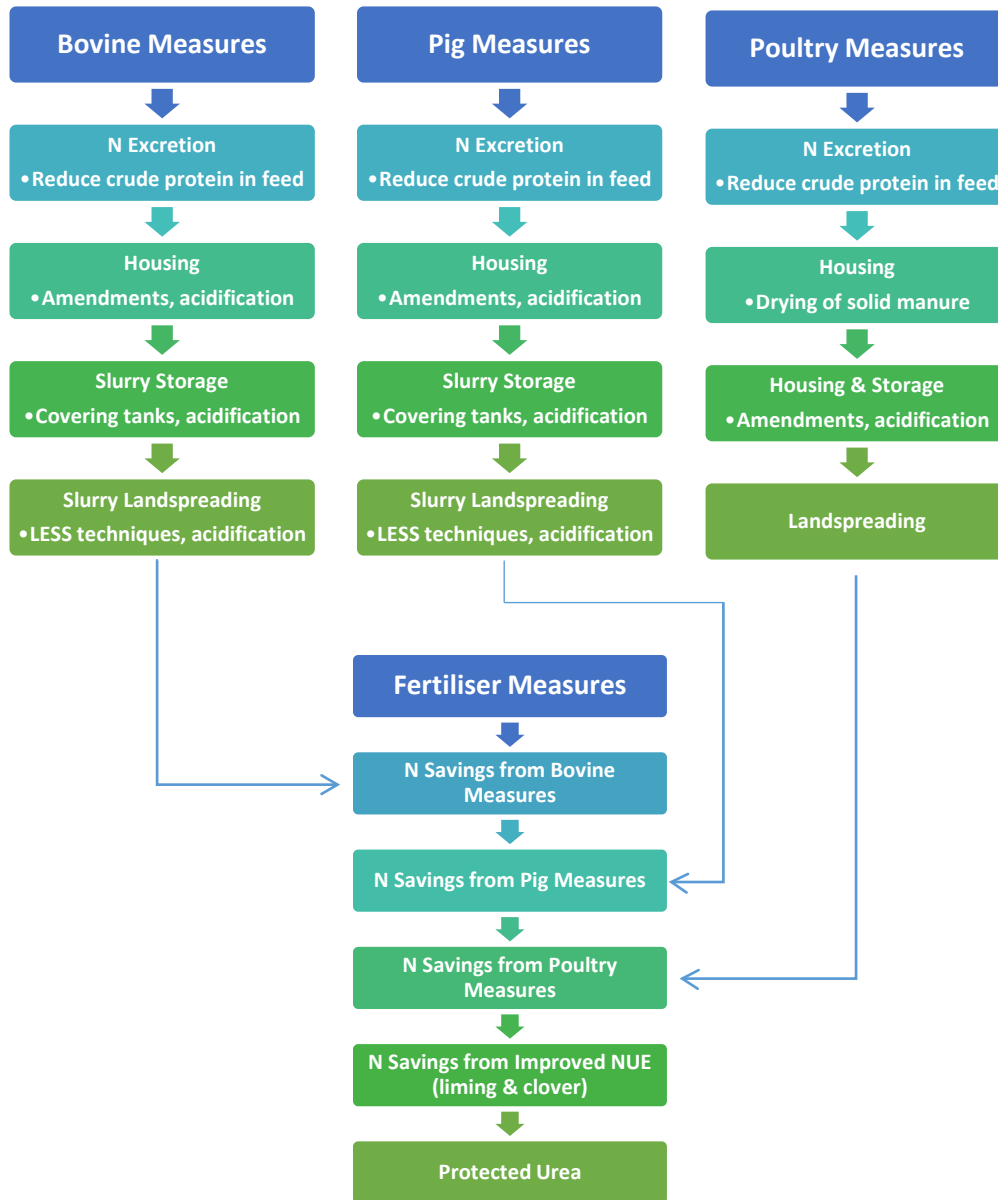 Bovine Measures
N Excretion
•Reduce crude protein in feed
Housing
•Amendments, acidification
Slurry Storage
•Covering tanks, acidification
Slurry Landspreading
•LESS techniques, acidification
Pig Measures
N Excretion
•Reduce crude protein in feed
Housing
•Amendments, acidification
Slurry Storage
•Covering tanks, acidification
Slurry Landspreading
•LESS techniques, acidification
Poultry Measures
N Excretion
•Reduce crude protein in feed
Housing
•Drying of solid manure
Housing & Storage
•Amendments, acidification
Landspreading
Fertiliser Measures
N Savings from Bovine
Measures
N Savings from Pig Measures
N Savings from Poultry
Measures
N Savings from Improved NUE
(liming & clover)
Protected Urea